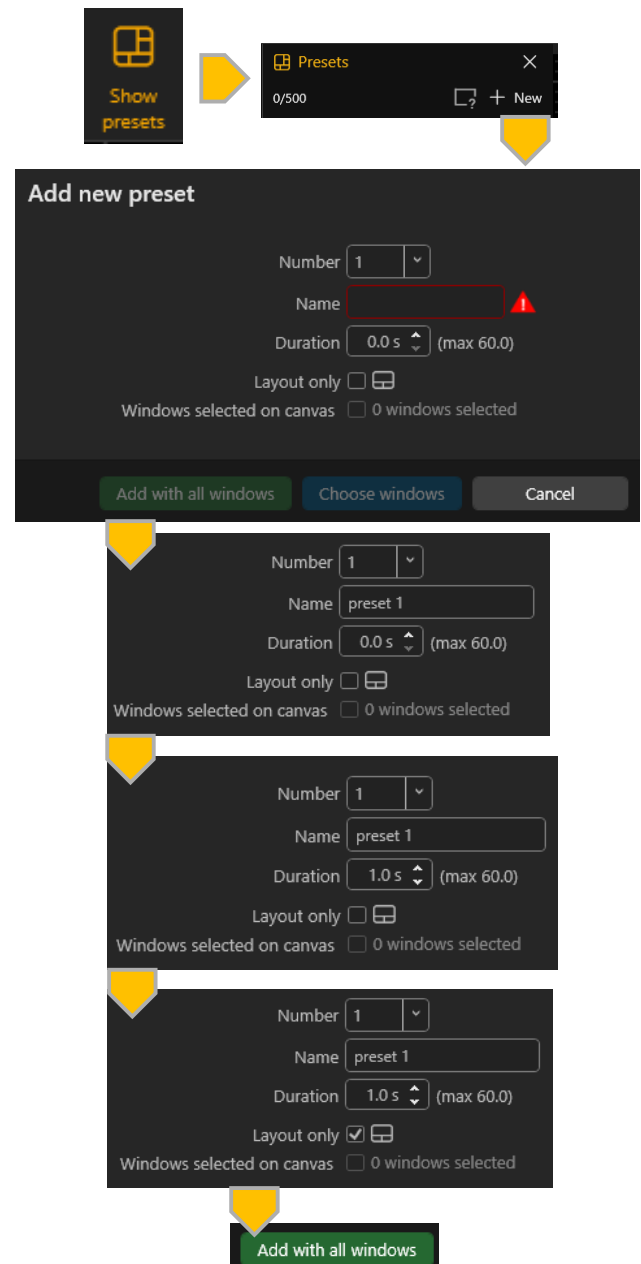 Show
presets
Presets
0/500
? + New
Add new preset
Number 1
Name
Duration 0.0 s (max 60.0)
Layout only
Windows selected on canvas 0 windows selected
Add with all windows Choose windows Cancel
Number 1
Name preset 1
Duration 0.0 s (max 60.0)
Layout only
Windows selected on canvas 0 windows selected
Number 1
Name preset 1
Duration 1.0 s (max 60.0)
Layout only
Windows selected on canvas 0 windows selected
Number 1
Name preset 1
Duration 1.0 s (max 60.0)
Layout only
Windows selected on canvas 0 windows selected
Add with all windows